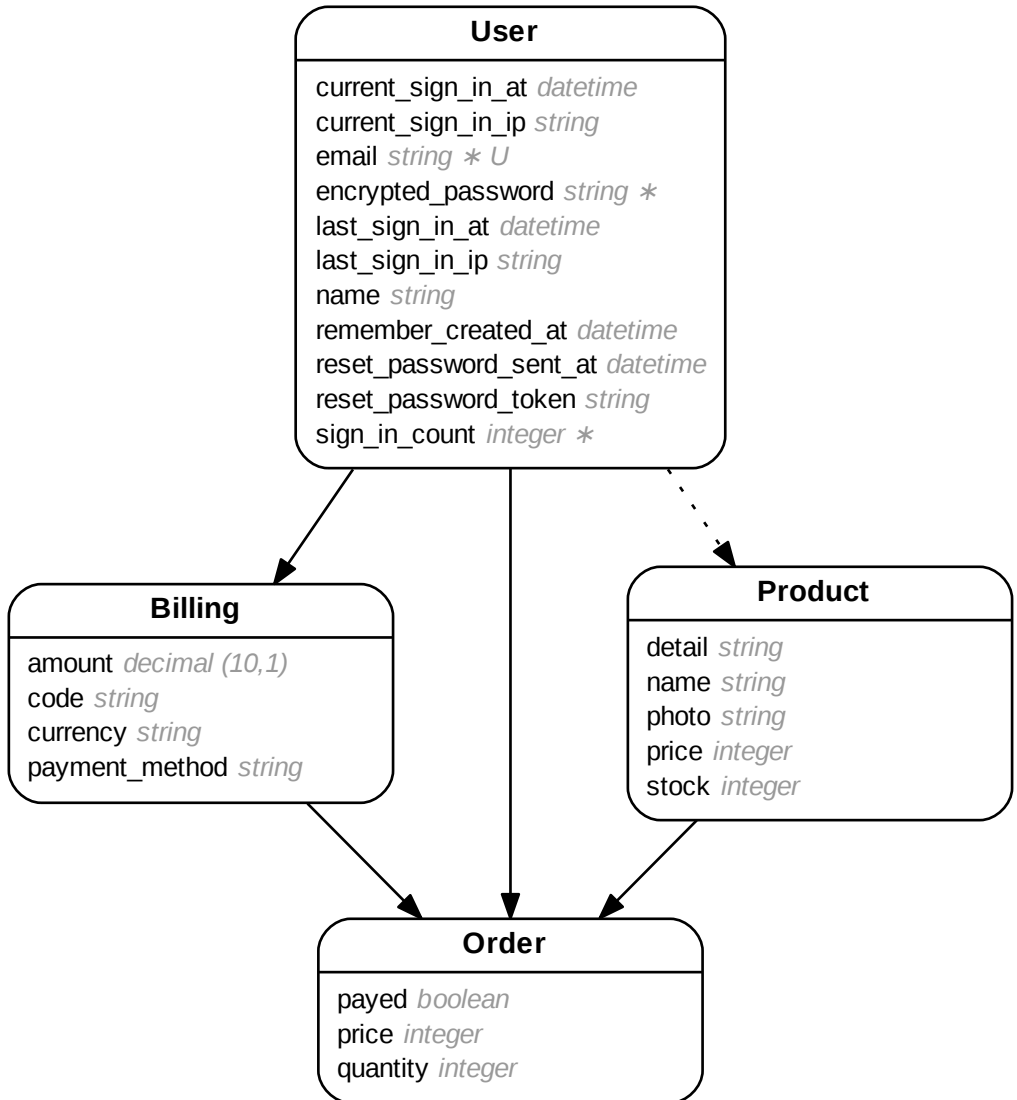 User
current_sign_in_at datetime
current_sign_in_ip string
email string ∗ U
encrypted_password string ∗
last_sign_in_at datetime
last_sign_in_ip string
name string
remember_created_at datetime
reset_password_sent_at datetime
reset_password_token string
sign_in_count integer ∗
Billing
amount decimal (10,1)
code string
currency string
payment_method string
Product
detail string
name string
photo string
price integer
stock integer
Order
payed boolean
price integer
quantity integer